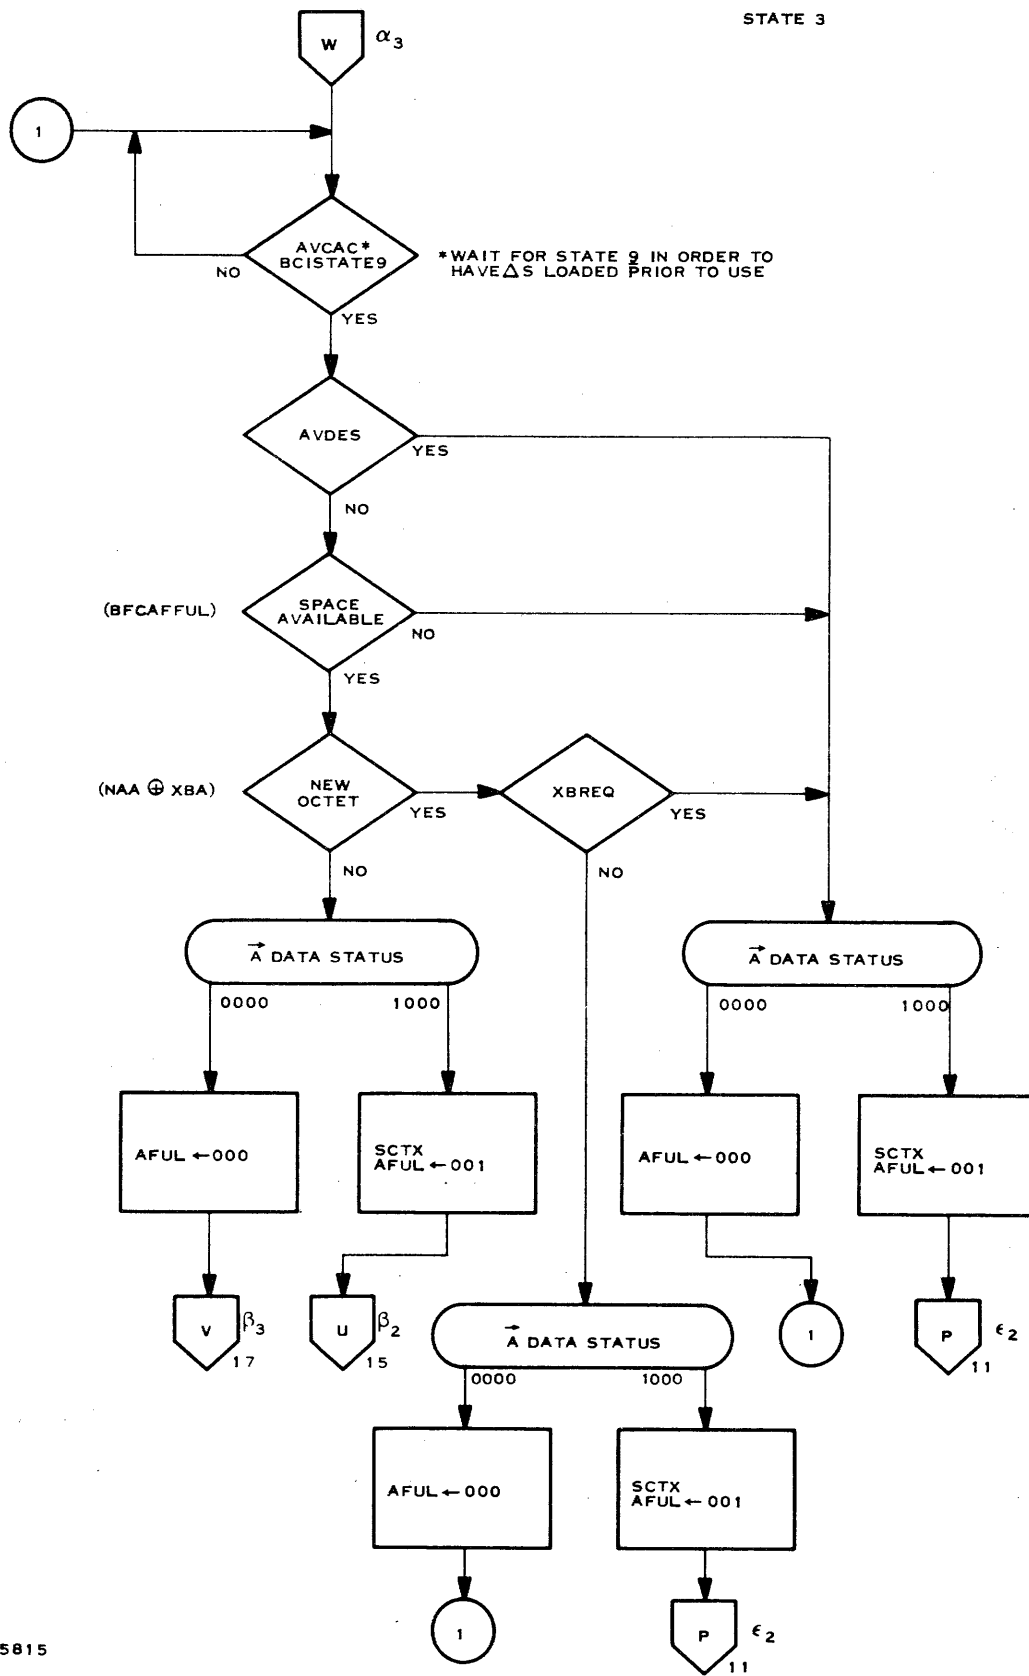 STATE 3
W α3
1
AVCAC*
BCISTATE9
NO
*WAIT FOR STATE 9 IN ORDER TO
HAVE△S LOADED PRIOR TO USE
YES
AVDES
YES
NO
(BFCAFFUL)
SPACE
AVAILABLE
NO
YES
(NAA ⊕ XBA)
NEW
OCTET
YES
XBREQ
YES
NO
NO
A DATA STATUS
A DATA STATUS
0000 1000
0000 1000
AFUL ←000
SCTX
AFUL ←001
AFUL ←000
SCTX
AFUL ←001
V β3
17
U β2
15
1
P ϵ2
11
A DATA STATUS
0000 1000
AFUL ←000
SCTX
AFUL ←001
1
P ϵ2
11
5815